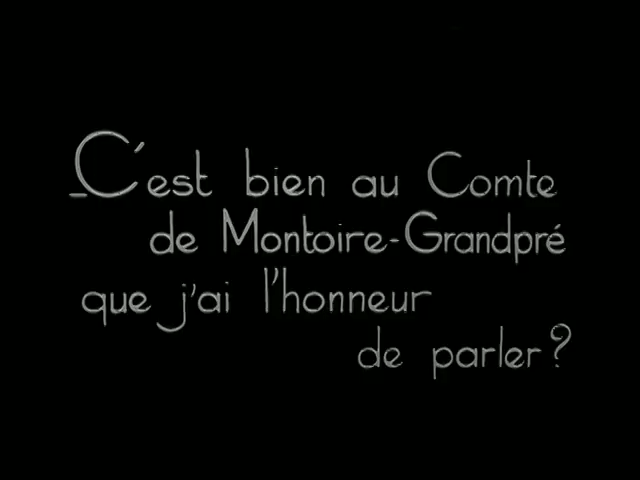 C'est bien au Comte
de Montoire-Grandpré
que j'ai l'honneur
de parler?